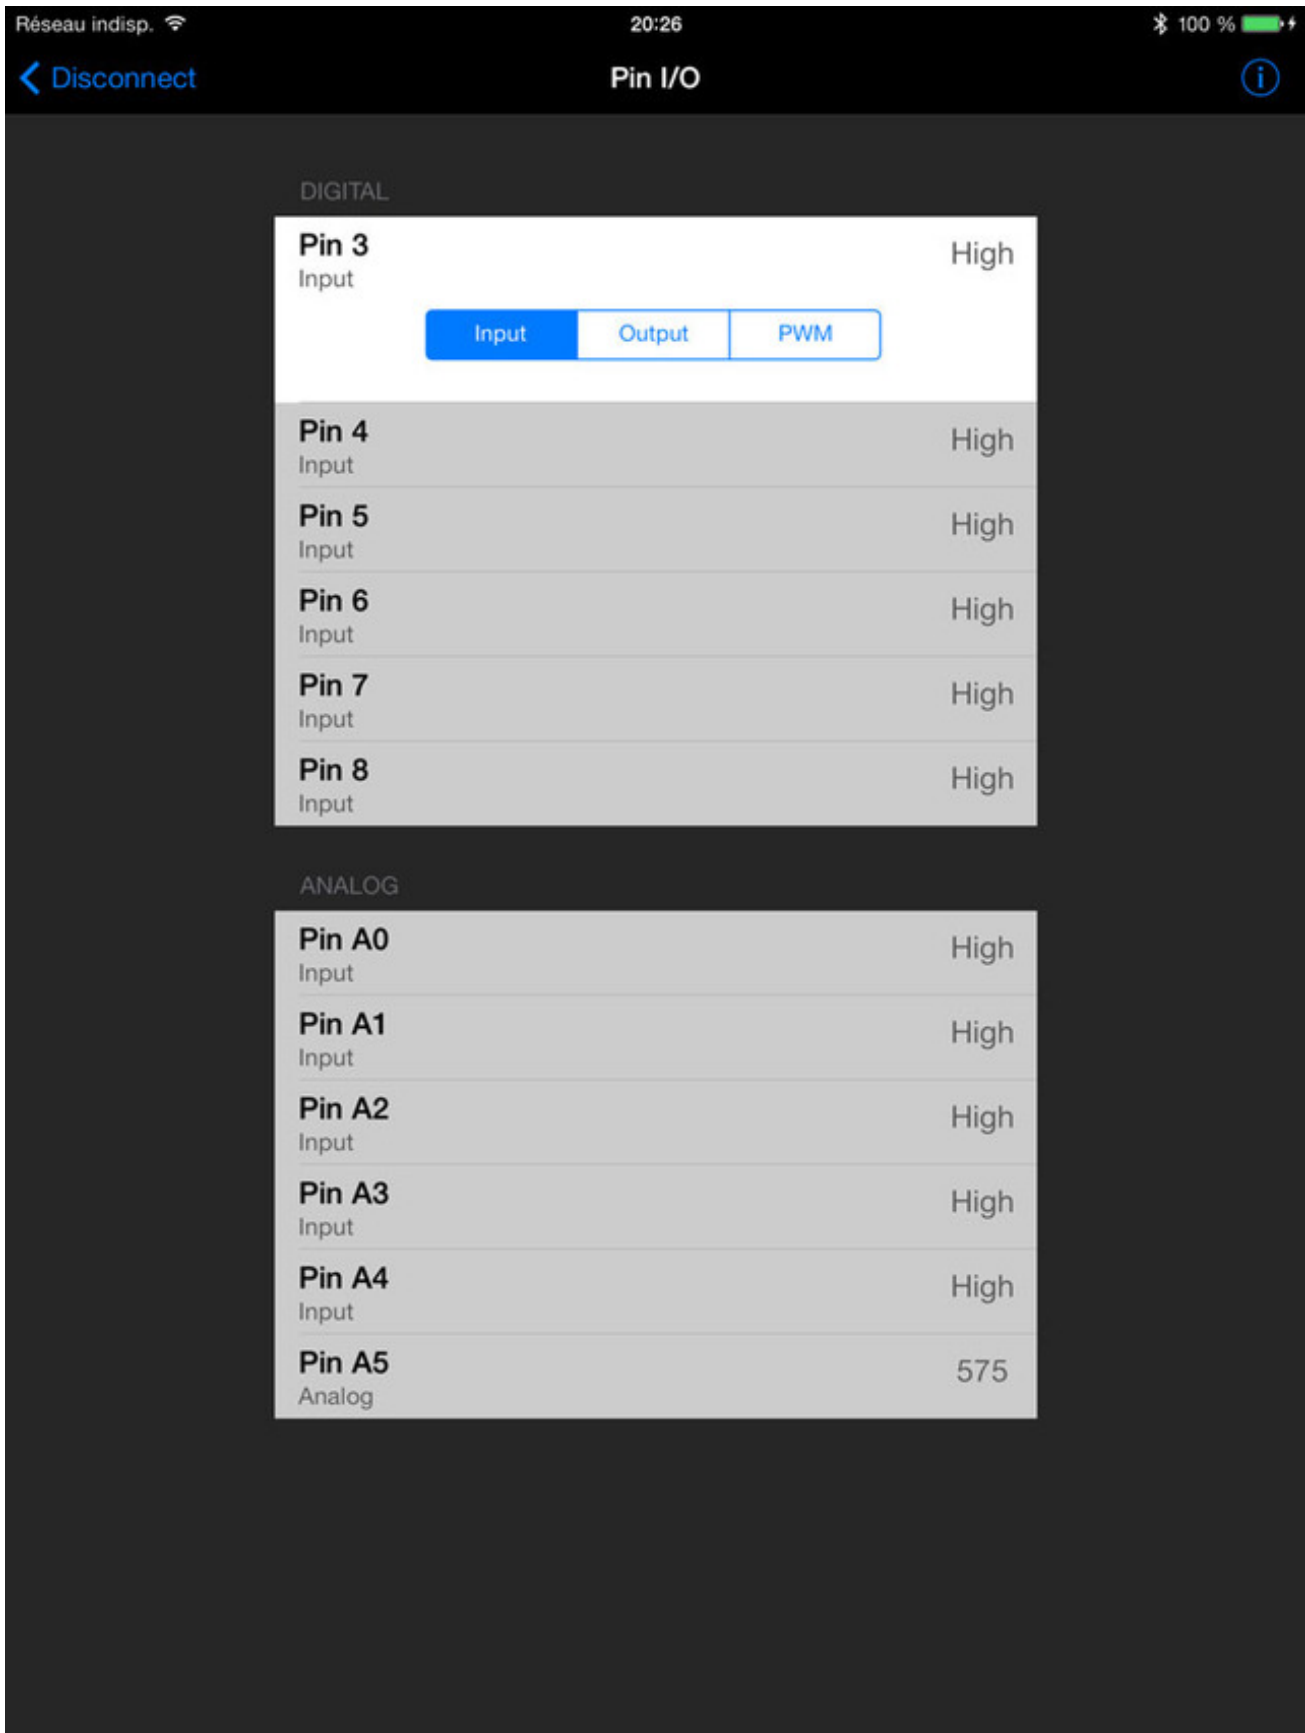 Réseau indisp. 20:26 100 %
Disconnect Pin I/O i
DIGITAL
Pin 3 High
Input
Input Output PWM
Pin 4 High
Input
Pin 5 High
Input
Pin 6 High
Input
Pin 7 High
Input
Pin 8 High
Input
ANALOG
Pin A0 High
Input
Pin A1 High
Input
Pin A2 High
Input
Pin A3 High
Input
Pin A4 High
Input
Pin A5 575
Analog